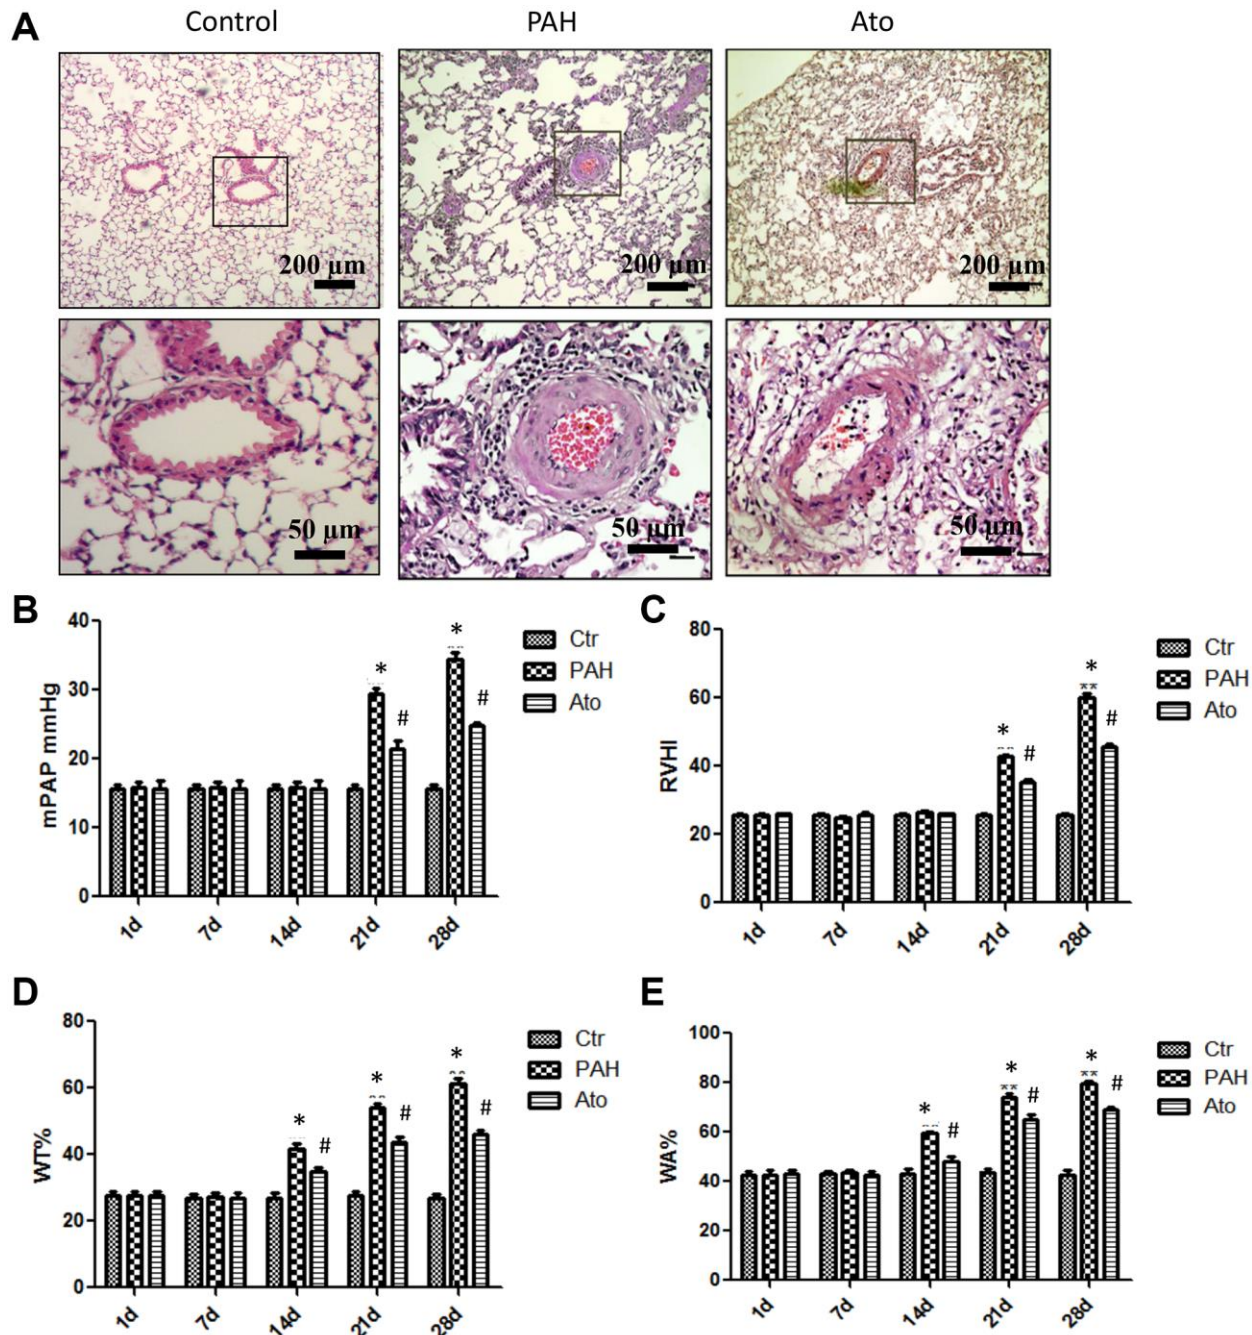 A
Control
PAH
Ato
200 µm
200 µm
200 µm
50 µm
50 µm
50 µm
B
mPAP mmHg
40
30
20
10
0
* * # #
1d 7d 14d 21d 28d
Ctr
PAH
Ato
C
RVHI
80
60
40
20
0
* * # #
1d 7d 14d 21d 28d
Ctr
PAH
Ato
D
WT%
80
60
40
20
0
* # * # * #
1d 7d 14d 21d 28d
Ctr
PAH
Ato
E
WA%
100
80
60
40
20
0
* # * # * #
1d 7d 14d 21d 28d
Ctr
PAH
Ato